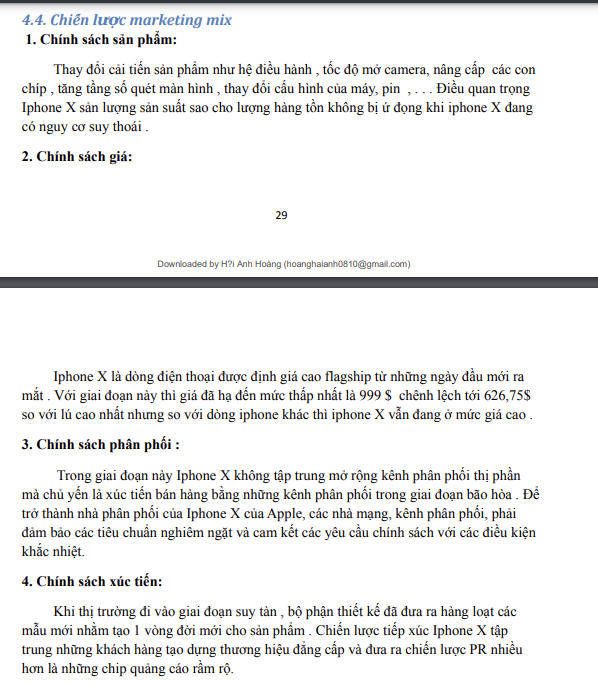 4.4. Chiến lược marketing mix
1. Chính sách sản phẩm:
Thay đổi cải tiến sản phẩm như hệ điều hành , tốc độ mở camera, nâng cấp các con
chíp , tăng tầng số quét màn hình , thay đổi cấu hình của máy, pin , . . . Điều quan trọng
Iphone X sản lượng sản suất sao cho lượng hàng tồn không bị ứ đọng khi iphone X đang
có nguy cơ suy thoái .
2. Chính sách giá:
29
Downloaded by H?i Anh Hoàng (hoanghaianh0810@gmail.com)
Iphone X là dòng điện thoại được định giá cao flagship từ những ngày đầu mới ra
mắt . Với giai đoạn này thì giá đã hạ đến mức thấp nhất là 999 $ chênh lệch tới 626,75$
so với lú cao nhất nhưng so với dòng iphone khác thì iphone X vẫn đang ở mức giá cao .
3. Chính sách phân phối :
Trong giai đoạn này Iphone X không tập trung mở rộng kênh phân phối thị phần
mà chủ yến là xúc tiến bán hàng bằng những kênh phân phối trong giai đoạn bão hòa . Để
trở thành nhà phân phối của Iphone X của Apple, các nhà mạng, kênh phân phối, phải
đảm bảo các tiêu chuẩn nghiêm ngặt và cam kết các yêu cầu chính sách với các điều kiện
khắc nhiệt.
4. Chính sách xúc tiến:
Khi thị trường đi vào giai đoạn suy tàn , bộ phận thiết kế đã đưa ra hàng loạt các
mẫu mới nhằm tạo 1 vòng đời mới cho sản phẩm . Chiến lược tiếp xúc Iphone X tập
trung những khách hàng tạo dựng thương hiệu đẳng cấp và đưa ra chiến lược PR nhiều
hơn là những chip quảng cáo rầm rộ.